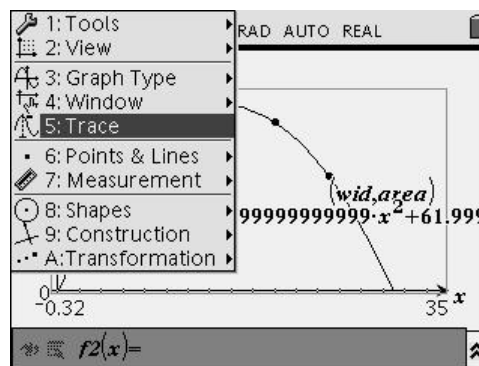 1: Tools
2: View
3: Graph Type
4: Window
5: Trace
6: Points & Lines
7: Measurement
8: Shapes
9: Construction
A: Transformation
RAD AUTO REAL
(wid,area)
99999999999·x²+61.999
0
-0.32
35
x
f2(x)=